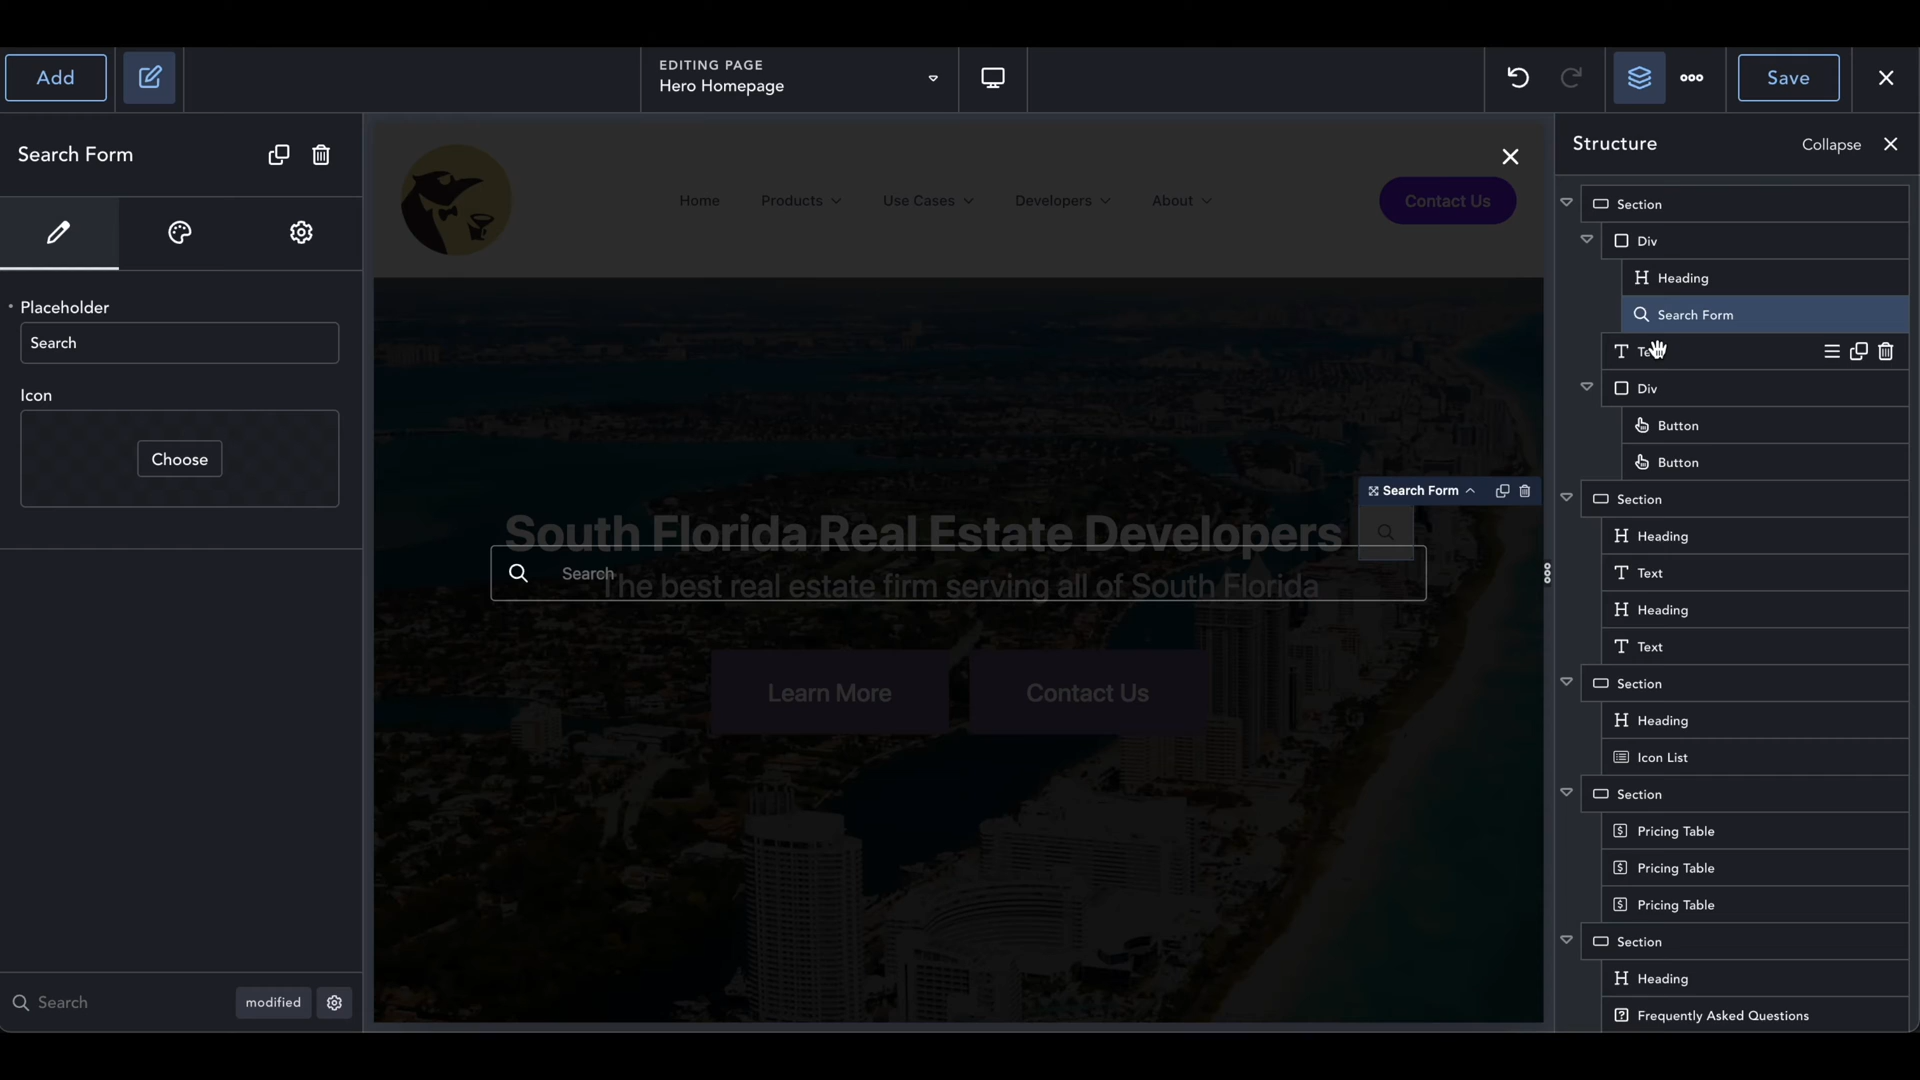 Add
EDITING PAGE
Hero Homepage
Save
Search Form
Placeholder
Search
Icon
Choose
Search
modified
Home
Products
Use Cases
Developers
About
Contact Us
Search Form
South Florida Real Estate Developers
Search
The best real estate firm serving all of South Florida
Learn More
Contact Us
Structure
Collapse
Section
Div
Heading
Search Form
Div
Button
Button
Section
Heading
Text
Heading
Text
Section
Heading
Icon List
Section
Pricing Table
Pricing Table
Pricing Table
Section
Heading
Frequently Asked Questions